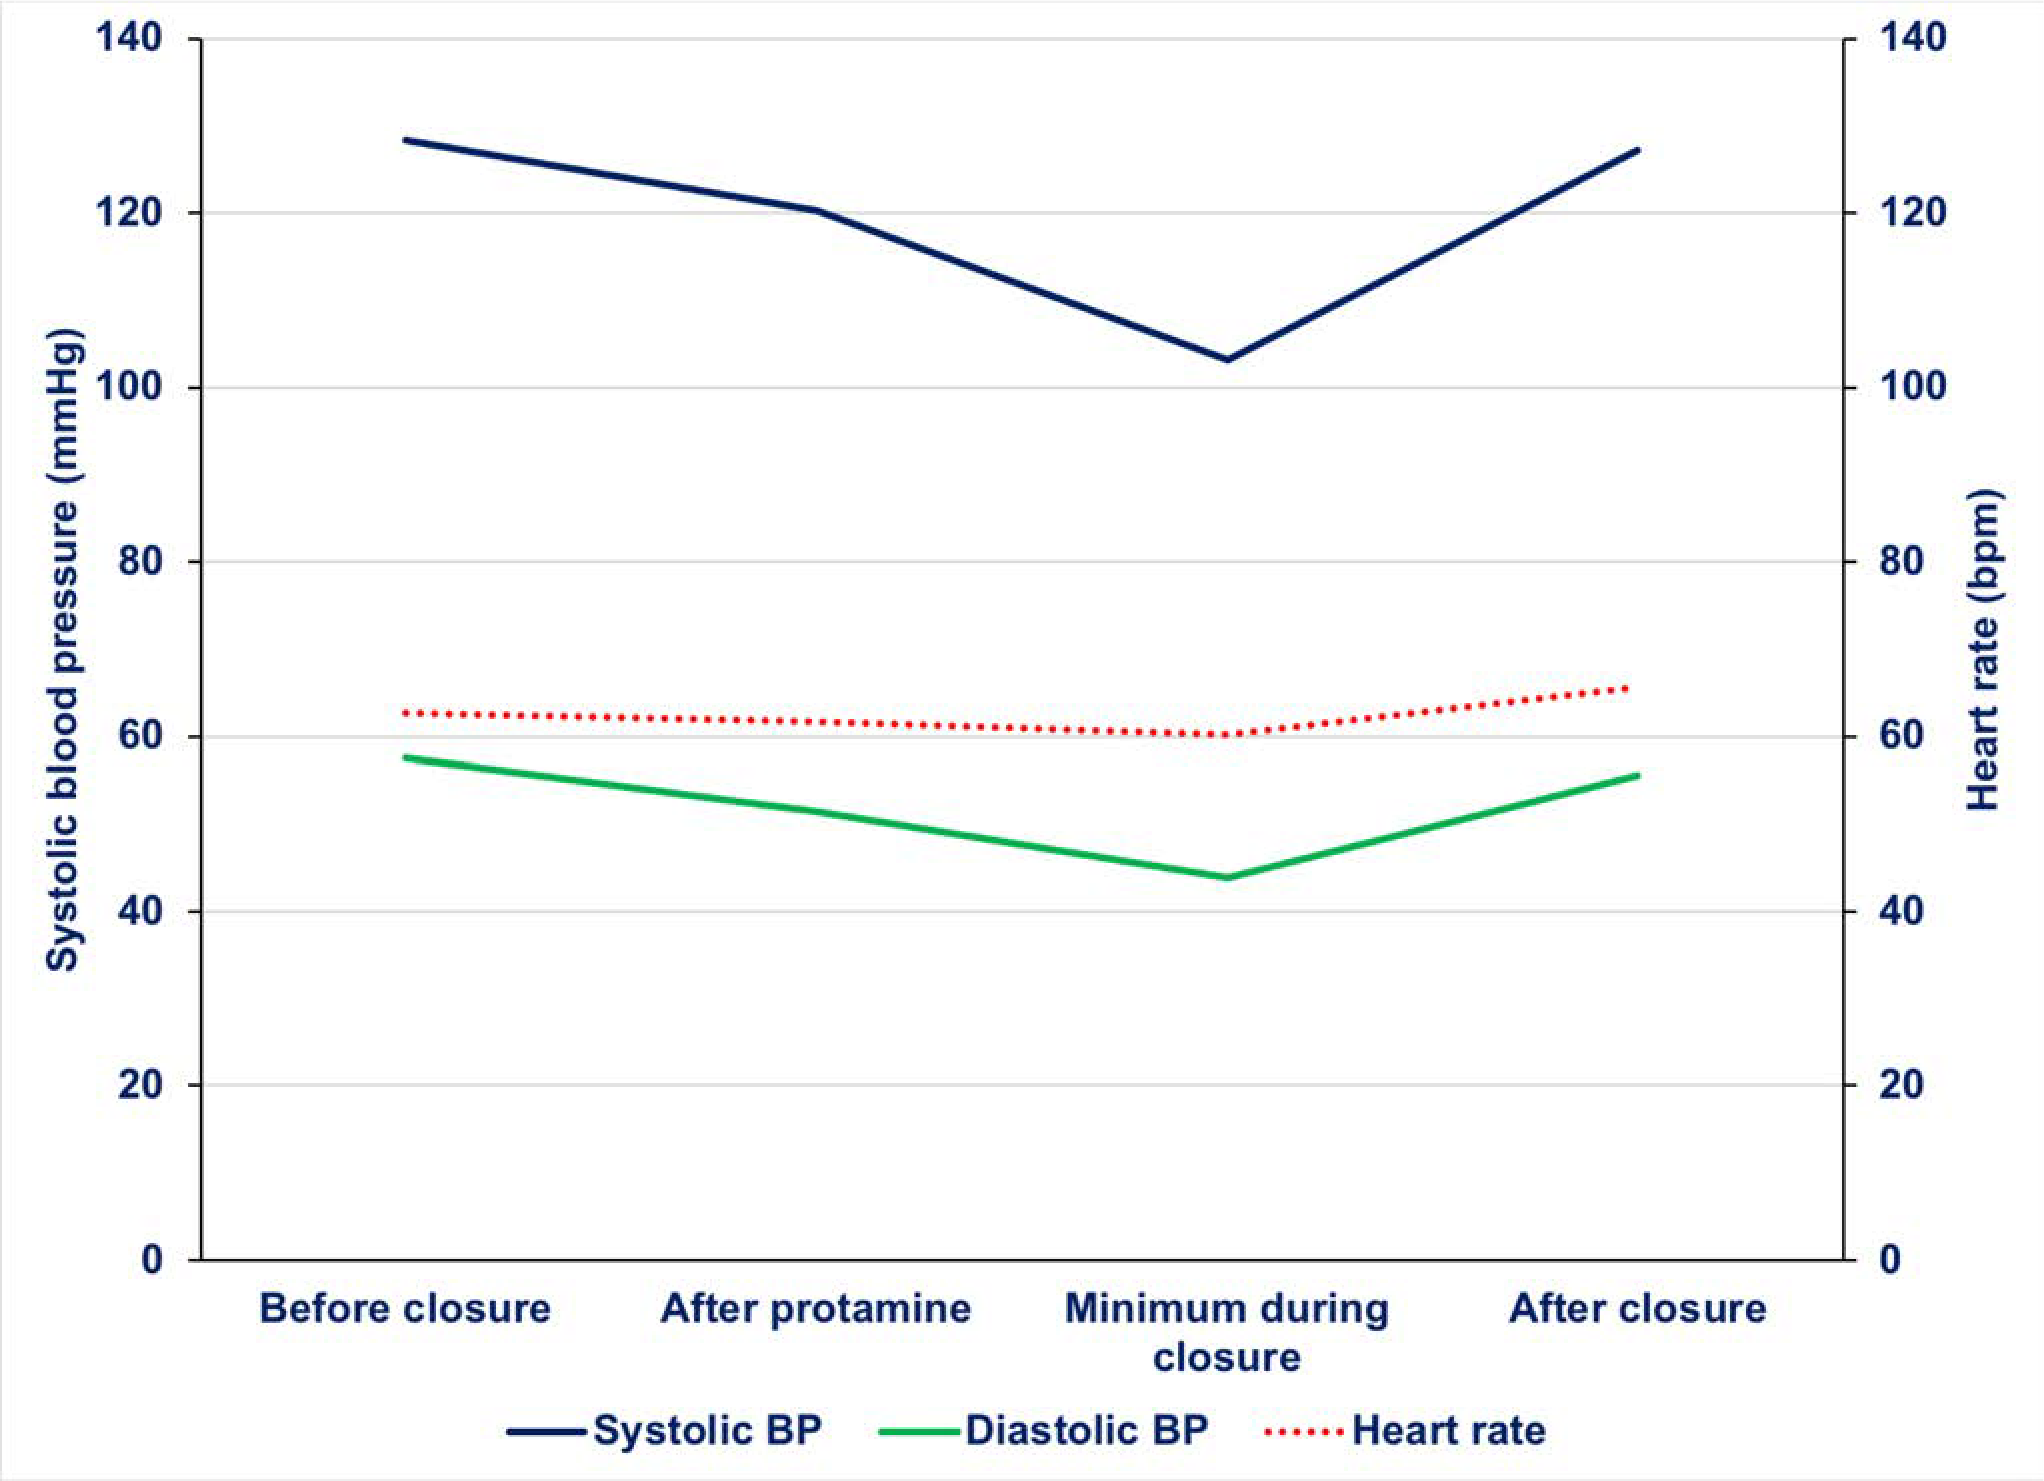 140
120
100
80
60
40
20
0
Systolic blood pressure (mmHg)
140
120
100
80
60
40
20
0
Heart rate (bpm)
Before closure
After protamine
Minimum during
closure
After closure
Systolic BP
Diastolic BP
Heart rate